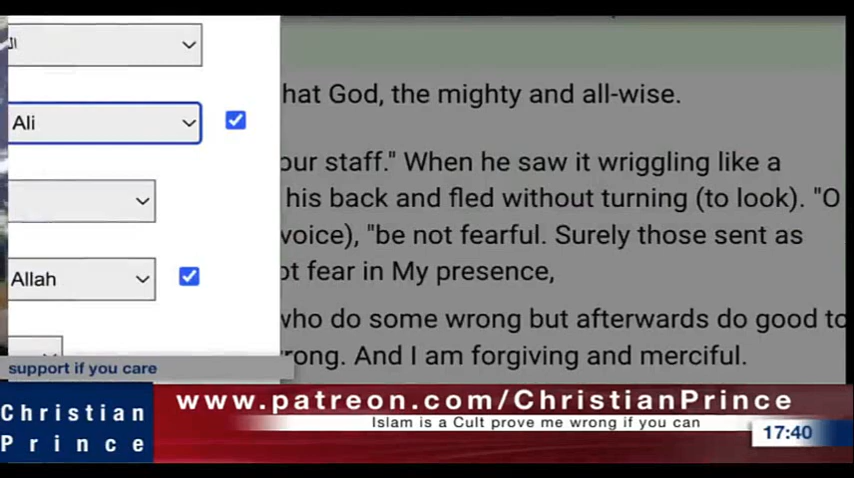 hat God, the mighty and all-wise.
Ali
our staff." When he saw it wriggling like a
his back and fled without turning (to look). "O
voice), "be not fearful. Surely those sent as
ot fear in My presence,
Allah
who do some wrong but afterwards do good to
rong. And I am forgiving and merciful.
support if you care
Christian
Prince
www.patreon.com/ChristianPrince
Islam is a Cult prove me wrong if you can
17:40